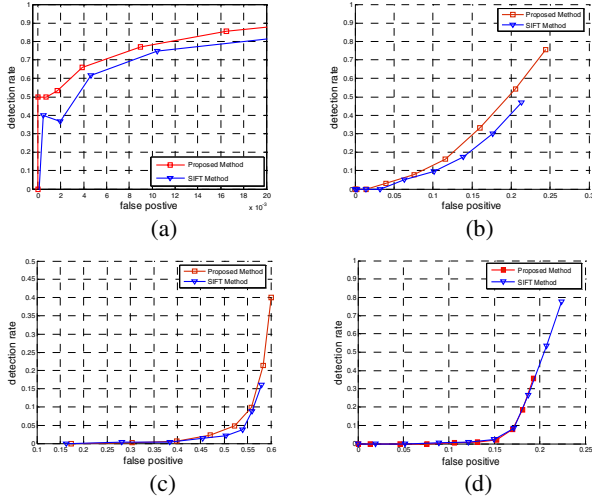 1
0.9
0.8
0.7
0.6
0.5
0.4
0.3
0.2
0.1
0
detection rate
Proposed Method
SIFT Method
0 2 4 6 8 10 12 14 16 18 20
x 10⁻³
false positive
(a)
1
0.9
0.8
0.7
0.6
0.5
0.4
0.3
0.2
0.1
0
detection rate
Proposed Method
SIFT Method
0 0.05 0.1 0.15 0.2 0.25 0.3
false positive
(b)
0.5
0.45
0.4
0.35
0.3
0.25
0.2
0.15
0.1
0.05
0
detection rate
Proposed Method
SIFT Method
0.1 0.15 0.2 0.25 0.3 0.35 0.4 0.45 0.5 0.55 0.6
false positive
(c)
1
0.9
0.8
0.7
0.6
0.5
0.4
0.3
0.2
0.1
0
detection rate
Proposed Method
SIFT Method
0 0.05 0.1 0.15 0.2 0.25
false positive
(d)